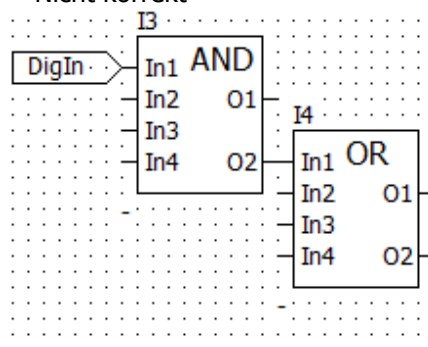 Nicht korrekt
I3
DigIn
AND
In1
In2 O1
In3
In4 O2
I4
OR
In1
In2 O1
In3
In4 O2